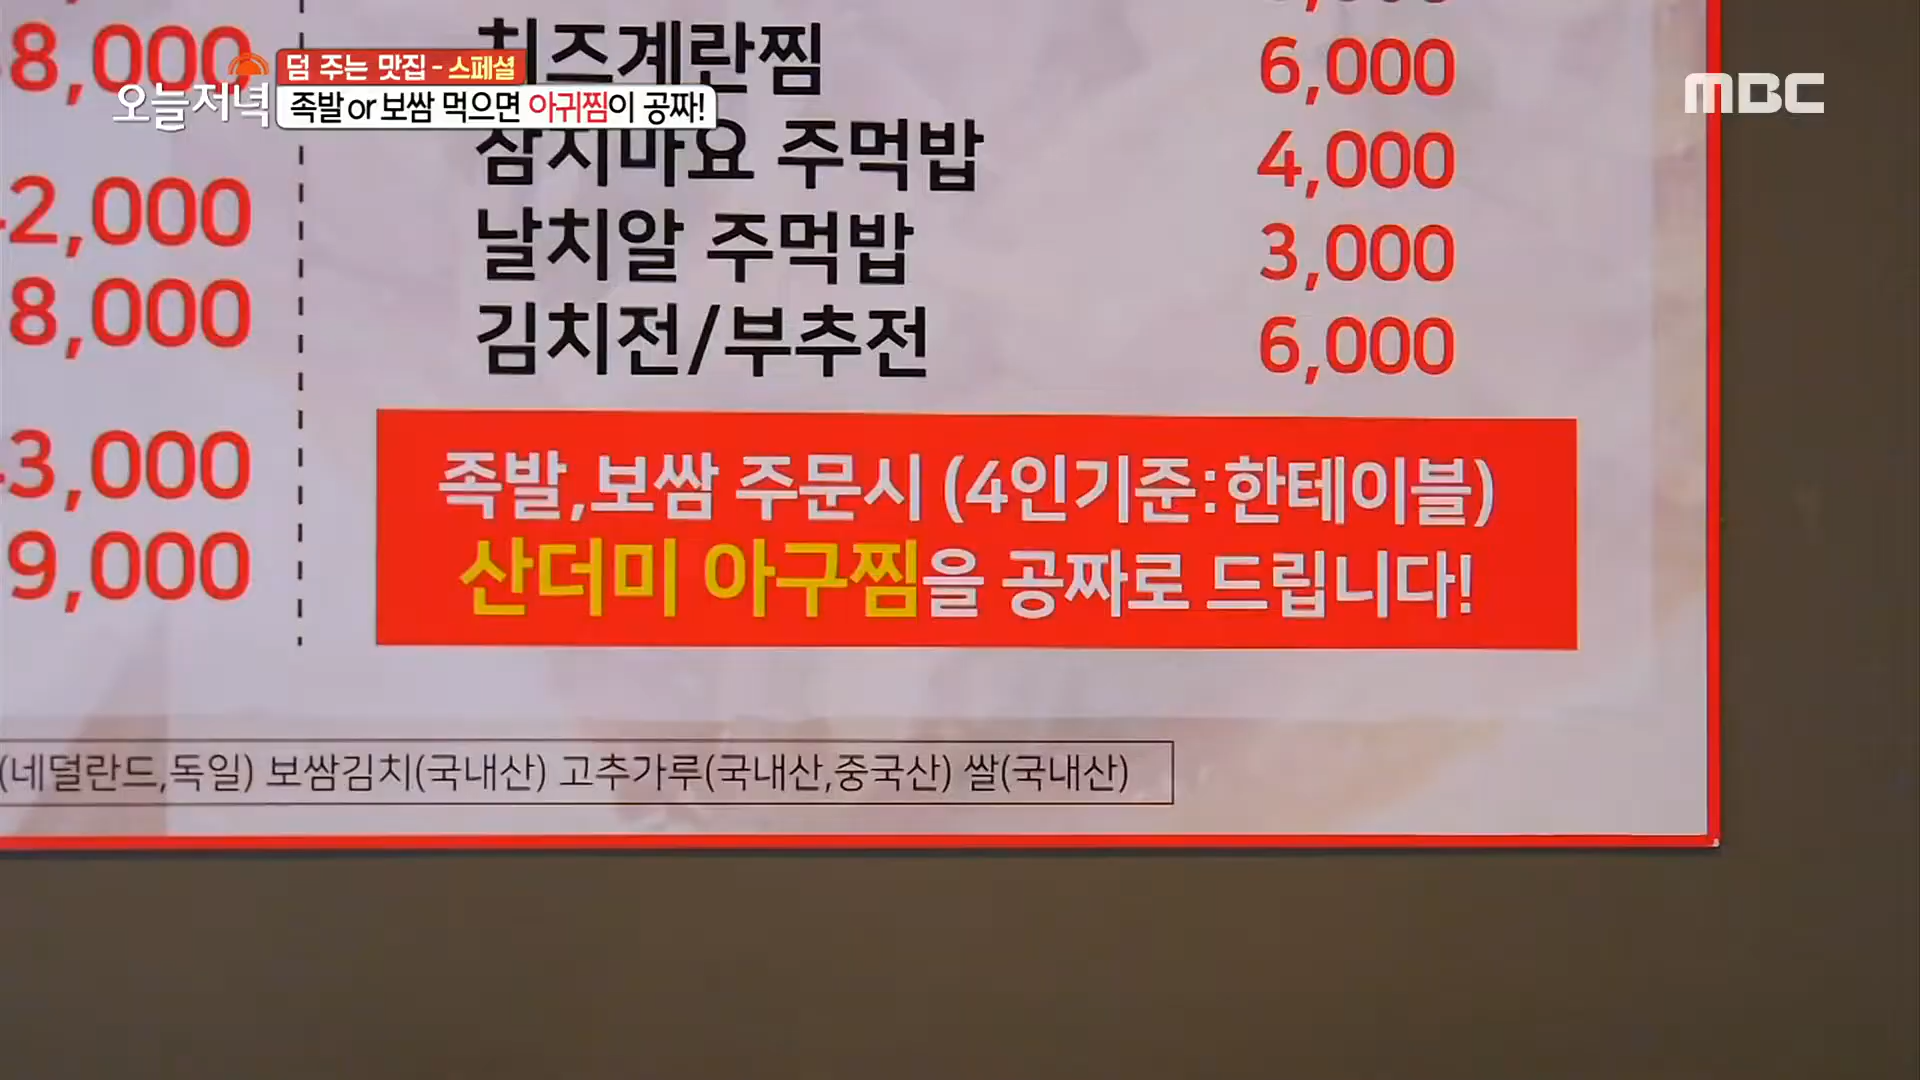 덤 주는 맛집 - 스페셜
오늘저녁 족발 or 보쌈 먹으면 아귀찜이 공짜!
MBC
8,000
2,000
8,000
3,000
9,000
치즈계란찜 6,000
참치마요 주먹밥 4,000
날치알 주먹밥 3,000
김치전/부추전 6,000
족발,보쌈 주문시 (4인기준:한테이블)
산더미 아구찜을 공짜로 드립니다!
(네덜란드,독일) 보쌈김치(국내산) 고추가루(국내산,중국산) 쌀(국내산)